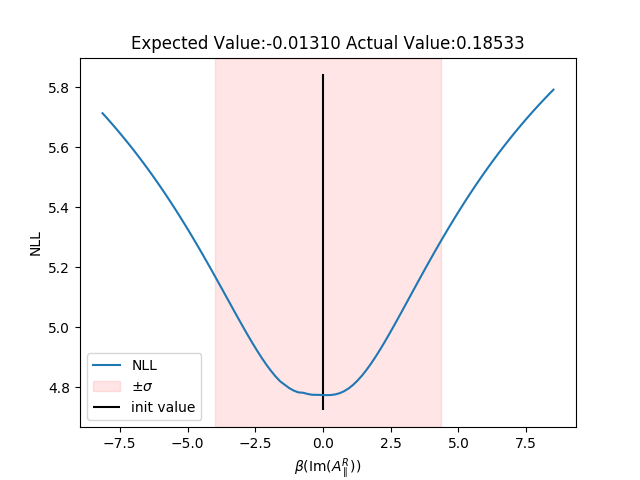 Expected Value:-0.01310 Actual Value:0.18533
NLL
5.8
5.6
5.4
5.2
5.0
4.8
NLL
±σ
init value
−7.5 −5.0 −2.5 0.0 2.5 5.0 7.5
β(Im(A^R_∥))